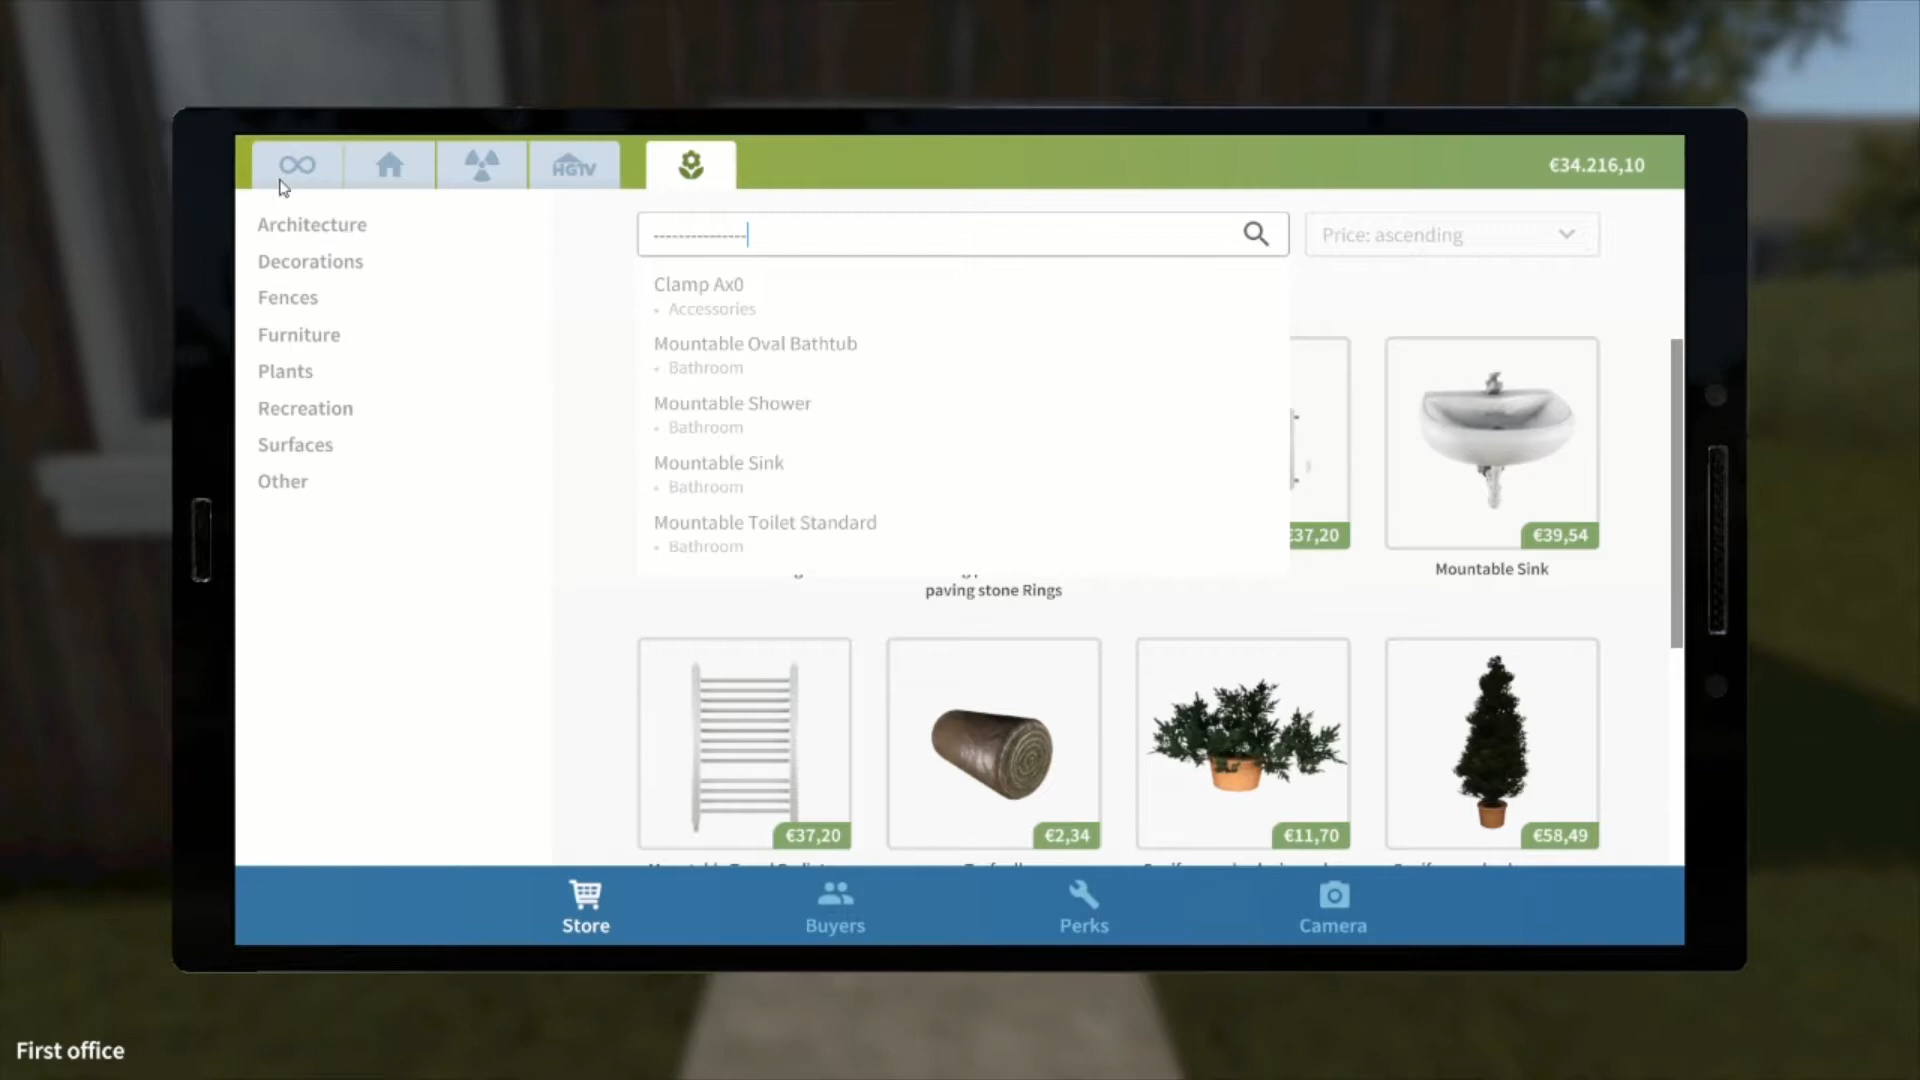 HGTV
€34.216,10
Architecture
Decorations
Fences
Furniture
Plants
Recreation
Surfaces
Other
---------------
Price: ascending
Clamp Ax0
• Accessories
Mountable Oval Bathtub
• Bathroom
Mountable Shower
• Bathroom
Mountable Sink
• Bathroom
Mountable Toilet Standard
• Bathroom
€37,20
€39,54
paving stone Rings
Mountable Sink
€37,20
€2,34
€11,70
€58,49
Store
Buyers
Perks
Camera
First office